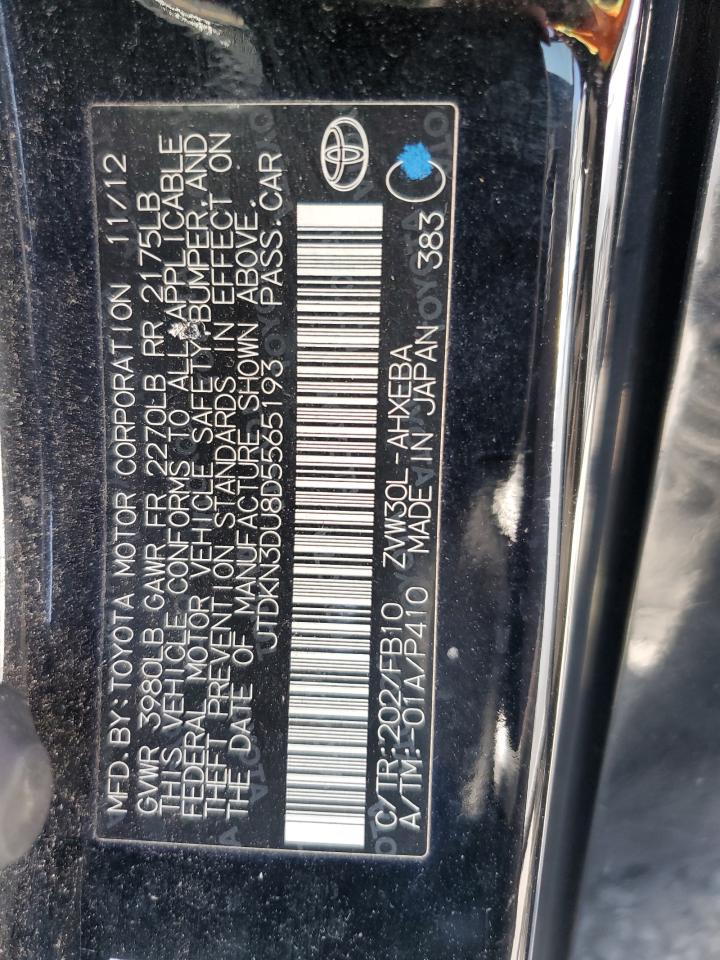 MFD. BY: TOYOTA MOTOR CORPORATION 11/12
GVWR 3980LB GAWR FR 2270LB RR 2175LB
THIS VEHICLE CONFORMS TO ALL APPLICABLE
FEDERAL MOTOR VEHICLE SAFETY, BUMPER, AND
THEFT PREVENTION STANDARDS IN EFFECT ON
THE DATE OF MANUFACTURE SHOWN ABOVE.
JTDKN3DU8D5565193 PASS. CAR
C/TR: 202/FB10 ZVW30L-AHXEBA
A/TM: -01A/P410 MADE IN JAPAN 383